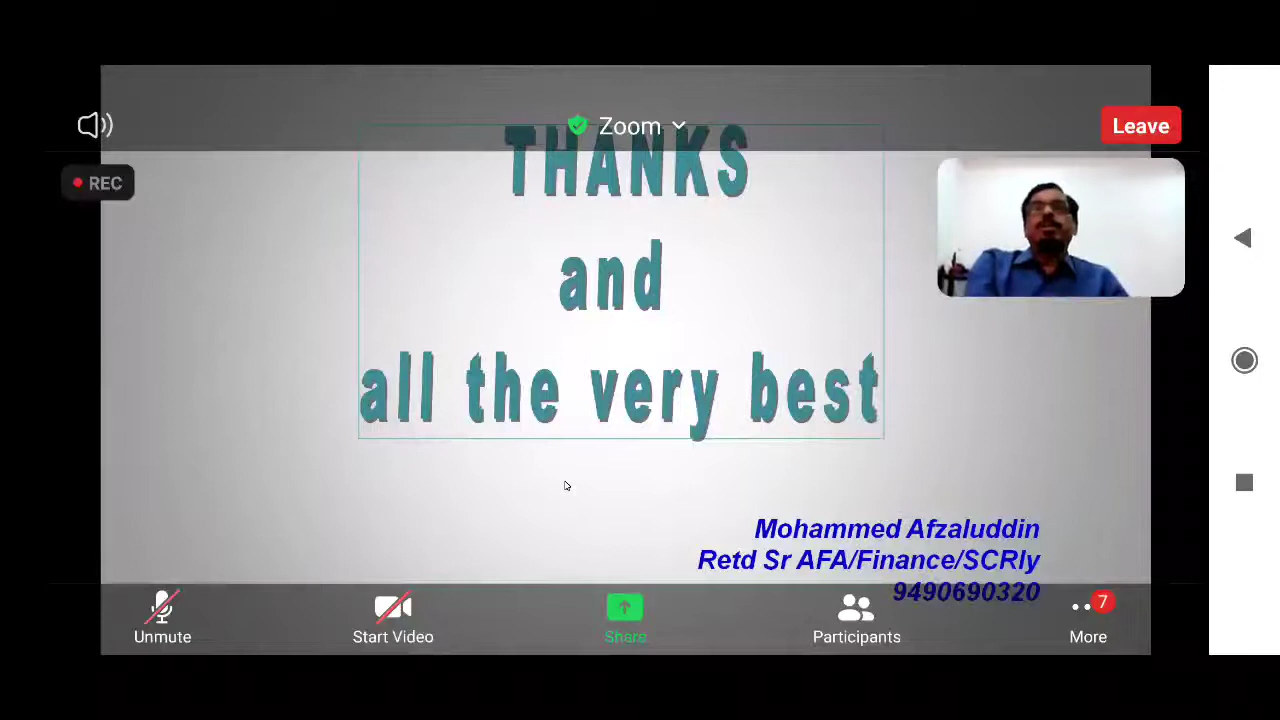 Zoom
Leave
REC
THANKS
and
all the very best
Mohammed Afzaluddin
Retd Sr AFA/Finance/SCRly
9490690320
Unmute
Start Video
Share
Participants
7
More